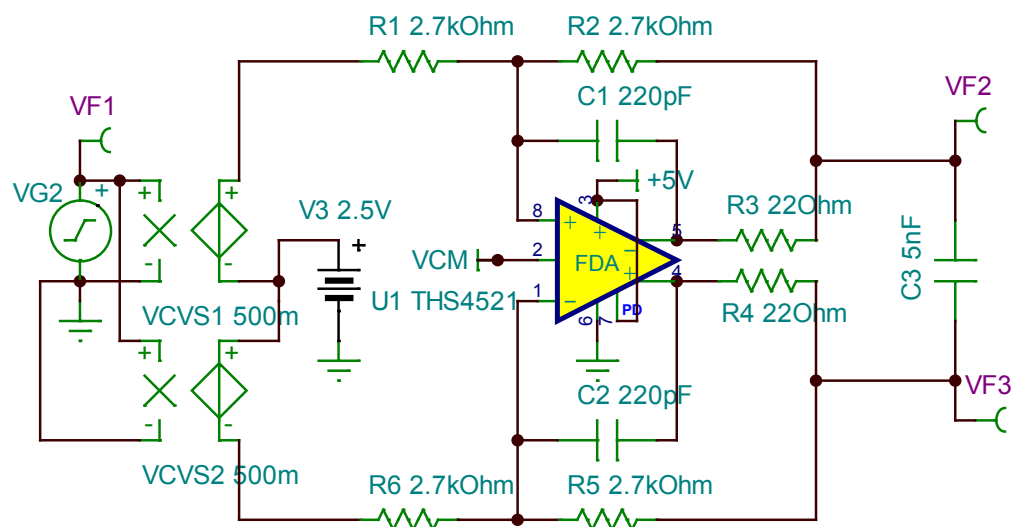 R1 2.7kOhm
R2 2.7kOhm
VF1
C1 220pF
VF2
VG2
+
+
+
+5V
3
V3 2.5V
+
8
+
+
5
R3 22Ohm
-
-
VCM
2
FDA
-
+
C3 5nF
U1 THS4521
1
-
4
R4 22Ohm
VCVS1 500m
6
7
PD
+
+
VF3
C2 220pF
-
-
VCVS2 500m
R6 2.7kOhm
R5 2.7kOhm